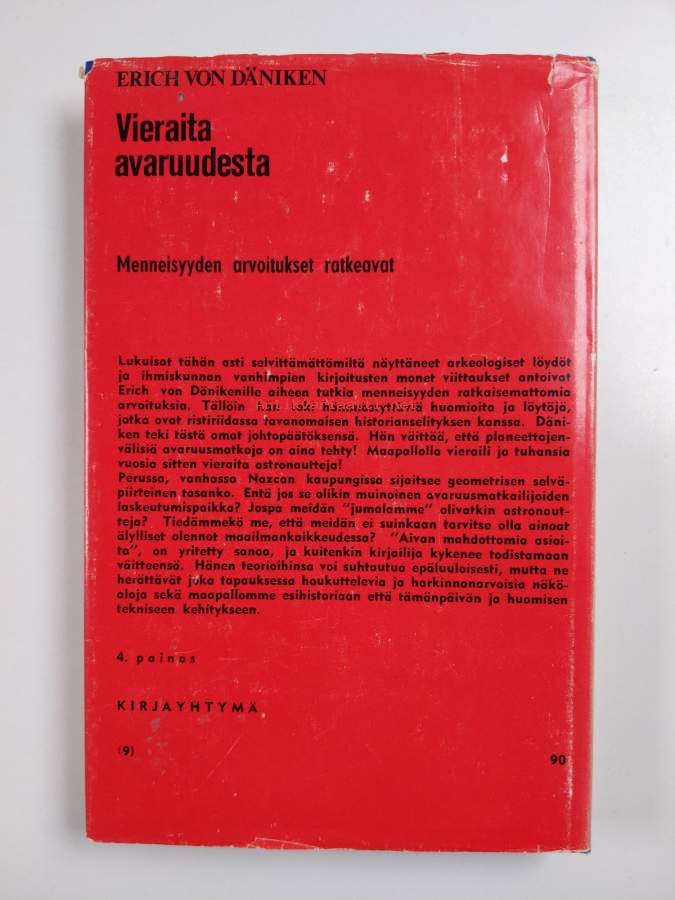 ERICH VON DÄNIKEN
Vieraita
avaruudesta
Menneisyyden arvoitukset ratkeavat
Lukuisat tähän asti selvittämättömiltä näyttäneet arkeologiset löydöt
ja ihmiskunnan vanhimpien kirjoitusten monet viittaukset antoivat
Erich von Dänikenille aiheen tutkia menneisyyden ratkaisemattomia
arvoituksia. Tällöin hän teki hämmästyttäviä huomioita ja löytöjä,
jotka ovat ristiriidassa tavanomaisen historianselityksen kanssa. Däni-
ken teki tästä omat johtopäätöksensä. Hän väittää, että planeettojen-
välisiä avaruusmatkoja on aina tehty! Maapallolla vieraili jo tuhansia
vuosia sitten vieraita astronautteja!
Perussa, vanhassa Nazcan kaupungissa sijaitsee geometrisen selvä-
piirteinen tasanko. Entä jos se olikin muinoinen avaruusmatkailijoiden
laskeutumispaikka? Jospa meidän "jumalamme" olivatkin astronaut-
teja? Tiedämmekö me, että meidän ei suinkaan tarvitse olla ainoat
älylliset olennot maailmankaikkeudessa? "Aivan mahdottomia asioi-
ta", on yritetty sanoa, ja kuitenkin kirjailija kykenee todistamaan
väitteensä. Hänen teorioihinsa voi suhtautua epäluuloisesti, mutta ne
herättävät joka tapauksessa houkuttelevia ja harkinnanarvoisia näkö-
aloja sekä maapallomme esihistoriaan että tämänpäivän ja huomisen
tekniseen kehitykseen.
4. painos
KIRJAYHTYMÄ
(9)
90